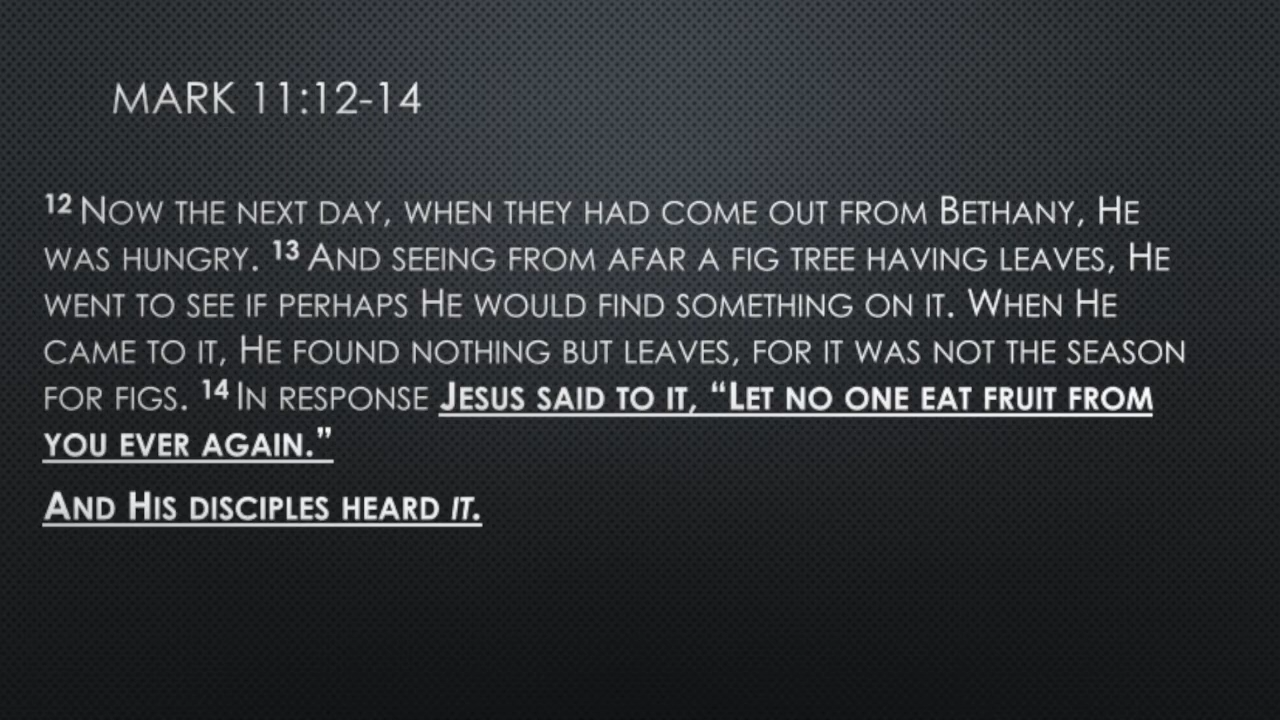 MARK 11:12-14
12 NOW THE NEXT DAY, WHEN THEY HAD COME OUT FROM BETHANY, HE
WAS HUNGRY. 13 AND SEEING FROM AFAR A FIG TREE HAVING LEAVES, HE
WENT TO SEE IF PERHAPS HE WOULD FIND SOMETHING ON IT. WHEN HE
CAME TO IT, HE FOUND NOTHING BUT LEAVES, FOR IT WAS NOT THE SEASON
FOR FIGS. 14 IN RESPONSE JESUS SAID TO IT, “LET NO ONE EAT FRUIT FROM
YOU EVER AGAIN.”
AND HIS DISCIPLES HEARD IT.